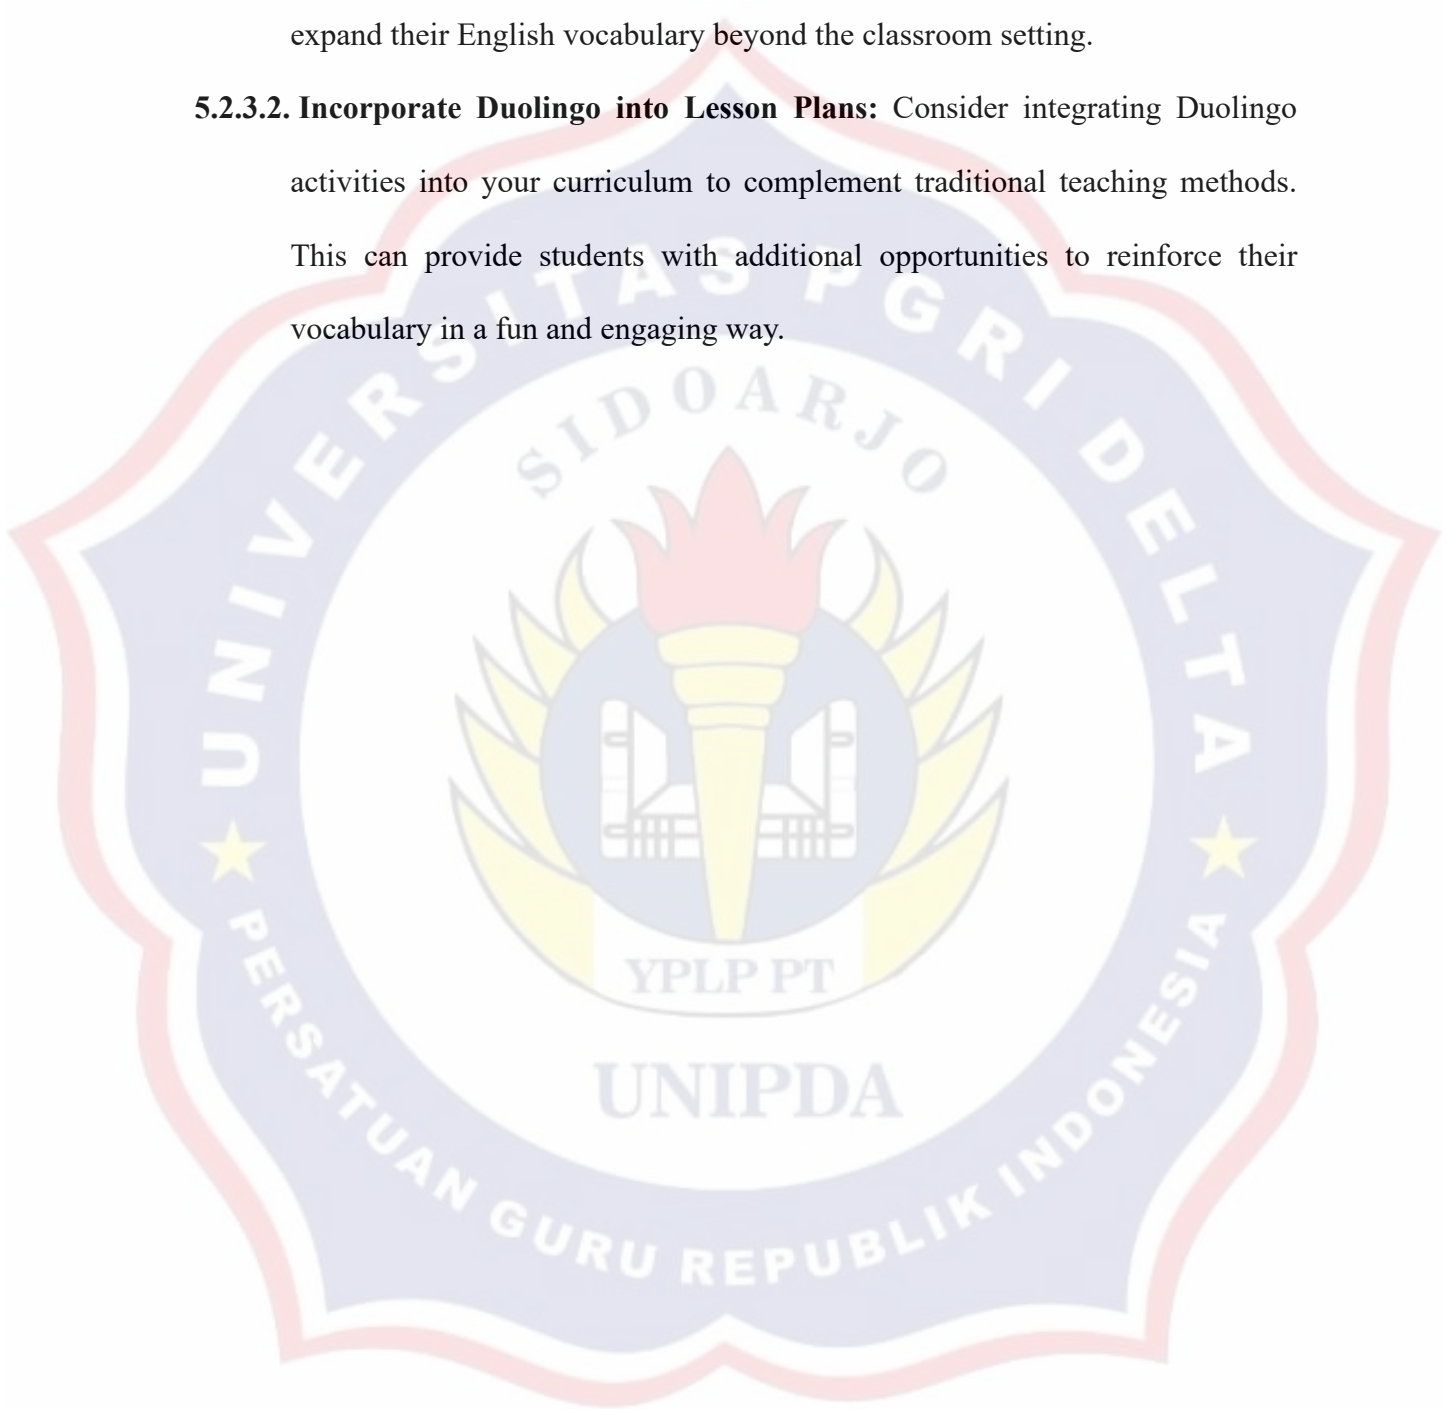 expand their English vocabulary beyond the classroom setting.
5.2.3.2. Incorporate Duolingo into Lesson Plans: Consider integrating Duolingo
activities into your curriculum to complement traditional teaching methods.
This can provide students with additional opportunities to reinforce their
vocabulary in a fun and engaging way.
UNIVERSITAS PGRI DELTA
SIDOARJO
YPLP PT
UNIPDA
PERSATUAN GURU REPUBLIK INDONESIA